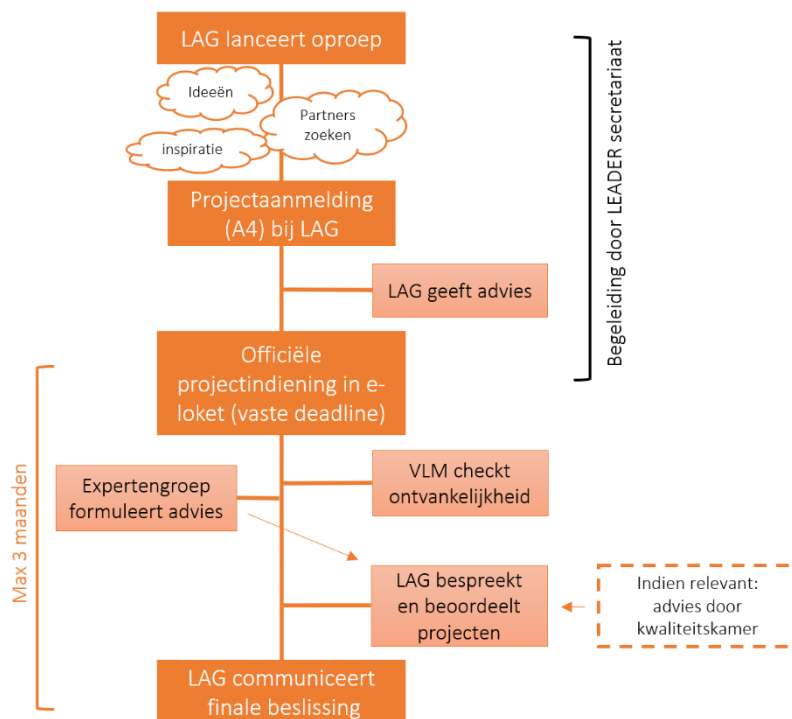 LAG lanceert oproep
Ideeën
Partners
zoeken
inspiratie
Projectaanmelding
(A4) bij LAG
LAG geeft advies
Begeleiding door LEADER secretariaat
Officiële
projectindiening in e-
loket (vaste deadline)
Max 3 maanden
Expertengroep
formuleert advies
VLM checkt
ontvankelijkheid
LAG bespreekt
en beoordeelt
projecten
Indien relevant:
advies door
kwaliteitskamer
LAG communiceert
finale beslissing